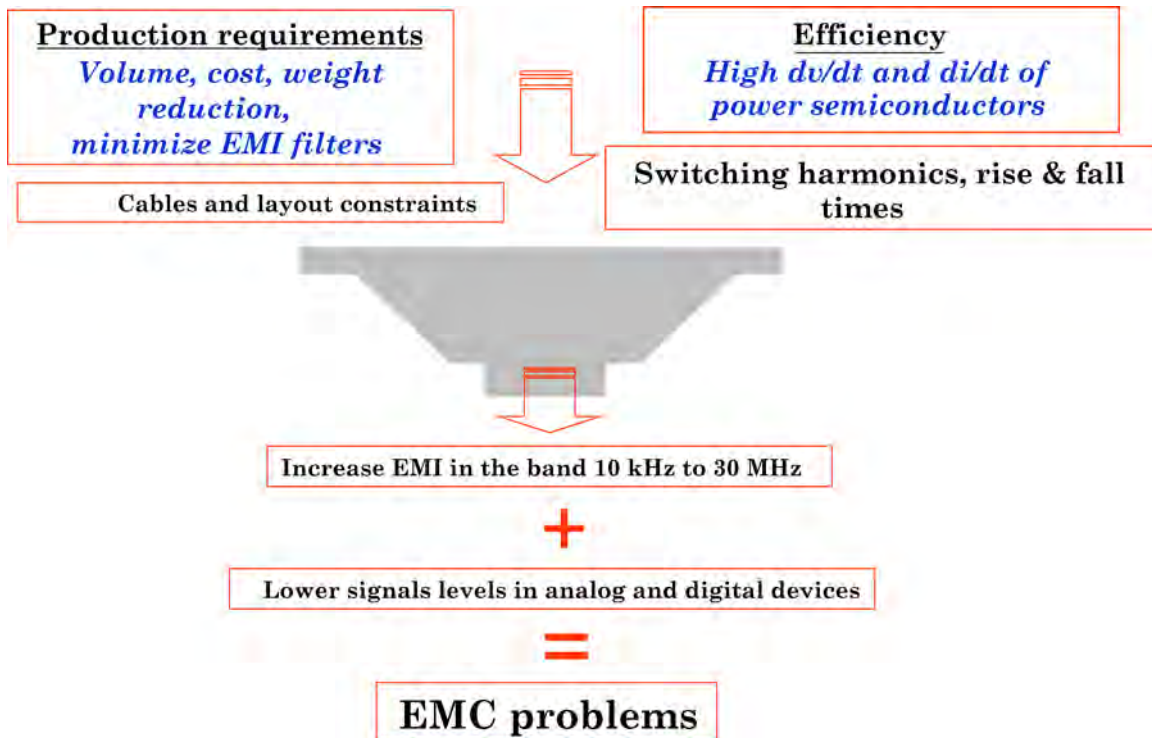 Production requirements
Volume, cost, weight
reduction,
minimize EMI filters
Efficiency
High dv/dt and di/dt of
power semiconductors
Cables and layout constraints
Switching harmonics, rise & fall
times
Increase EMI in the band 10 kHz to 30 MHz
+
Lower signals levels in analog and digital devices
=
EMC problems